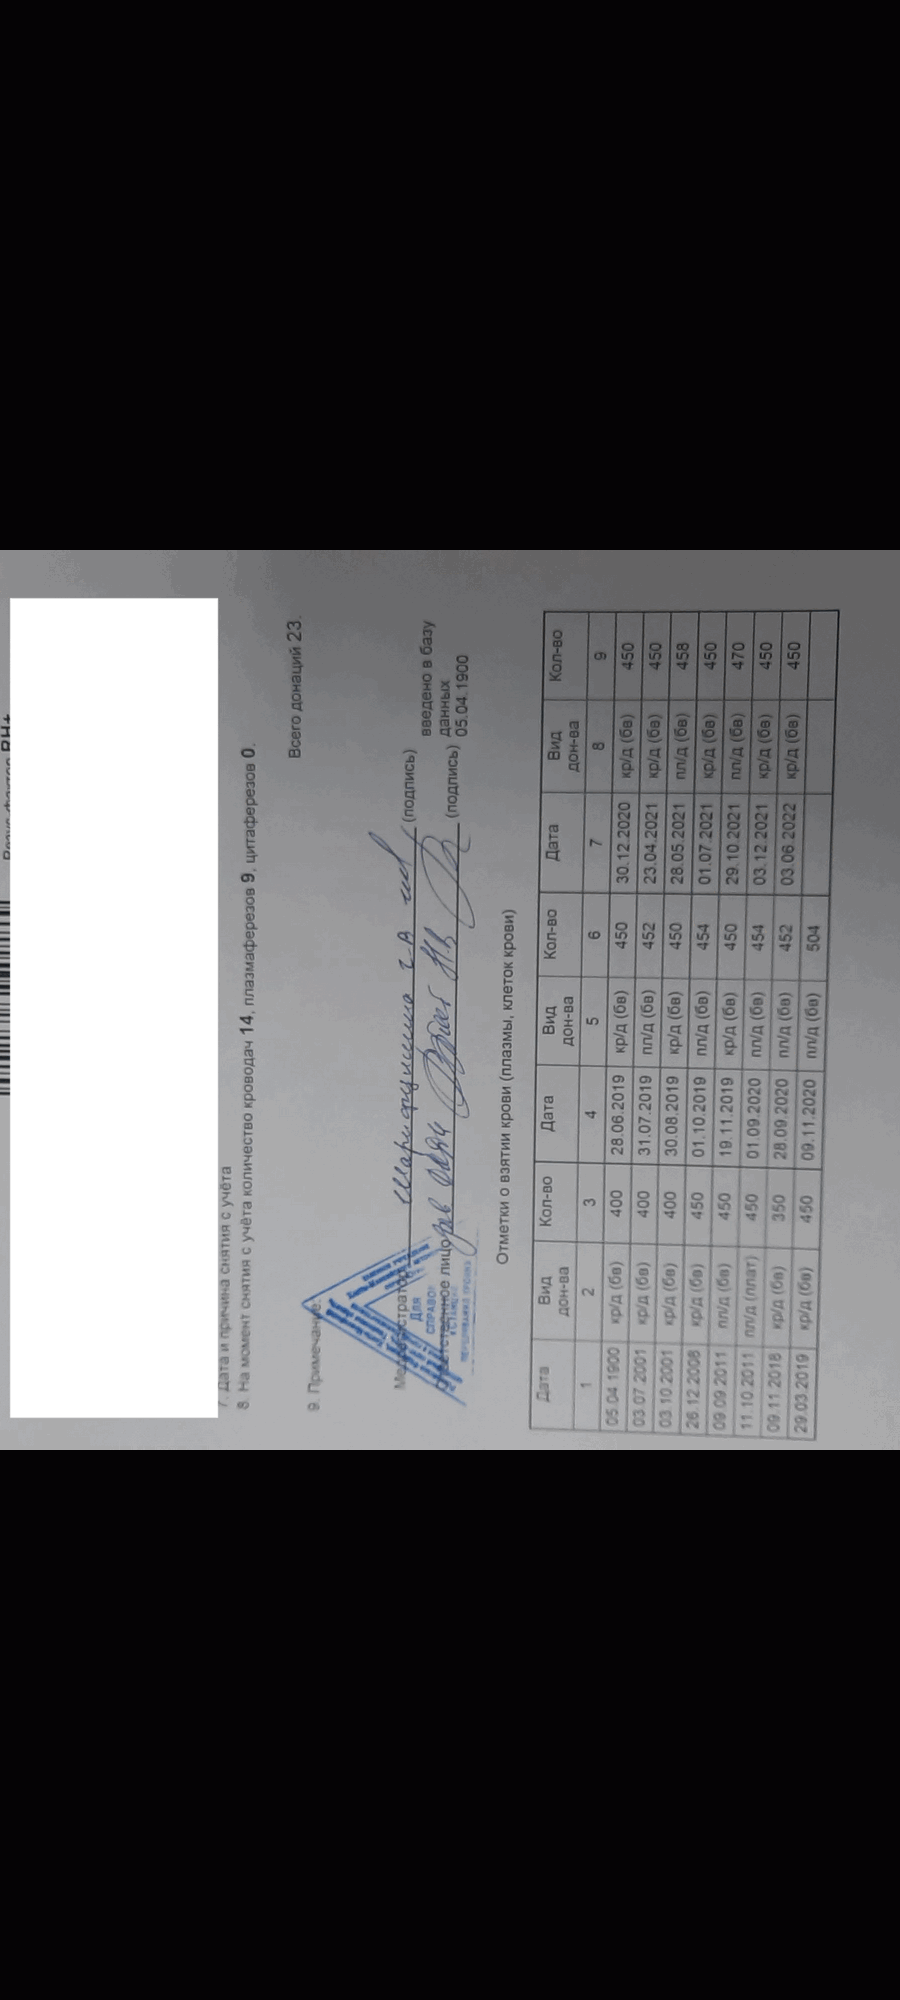 7. Дата и причина снятия с учёта
8. На момент снятия с учёта количество кроводач 14, плазмаферезов 9, цитаферезов 0.
Всего донаций 23.
9. Примечание:
(подпись)
введено в базу
данных
05.04.1900
Ответственное лицо (подпись)
Для
СПРАВОК
Отметки о взятии крови (плазмы, клеток крови)
Дата Вид дон-ва Кол-во Дата Вид дон-ва Кол-во Дата Вид дон-ва Кол-во
1 2 3 4 5 6 7 8 9
05.04 1900 кр/д (бв) 400 28.06.2019 кр/д (бв) 450 30.12.2020 кр/д (бв) 450
03.07 2001 кр/д (бв) 400 31.07.2019 пл/д (бв) 452 23.04.2021 кр/д (бв) 450
03.10.2001 кр/д (бв) 400 30.08.2019 кр/д (бв) 450 28.05.2021 пл/д (бв) 458
26.12 2008 кр/д (бв) 450 01.10.2019 пл/д (бв) 454 01.07.2021 кр/д (бв) 450
09.09 2011 пл/д (бв) 450 19.11.2019 кр/д (бв) 450 29.10.2021 пл/д (бв) 470
11.10.2011 пл/д (плат) 450 01.09.2020 пл/д (бв) 454 03.12.2021 кр/д (бв) 450
09.11 2018 кр/д (бв) 350 28.09.2020 пл/д (бв) 452 03.06.2022 кр/д (бв) 450
29.03.2019 кр/д (бв) 450 09.11.2020 пл/д (бв) 504